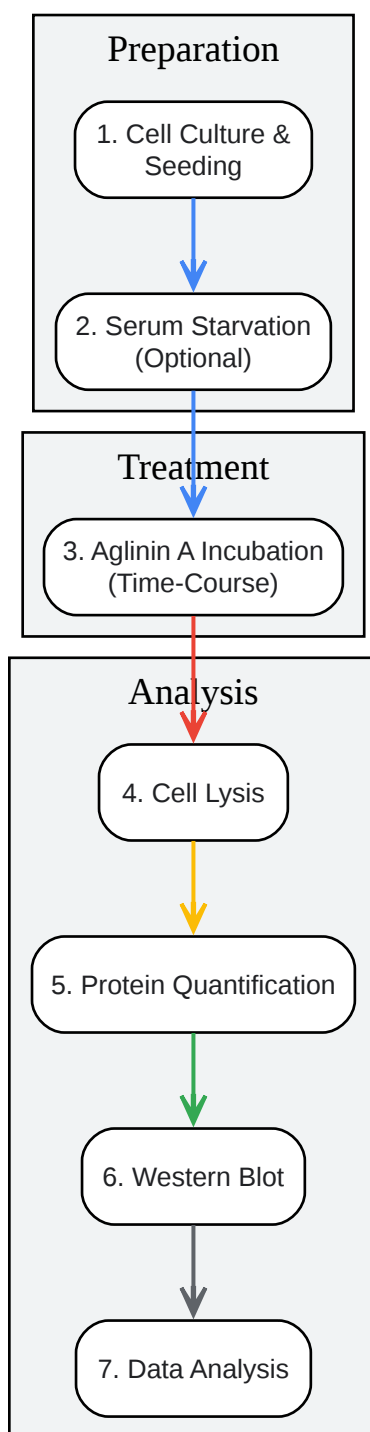 Preparation
1. Cell Culture &
Seeding
2. Serum Starvation
(Optional)
Treatment
3. Aglinin A Incubation
(Time-Course)
Analysis
4. Cell Lysis
5. Protein Quantification
6. Western Blot
7. Data Analysis